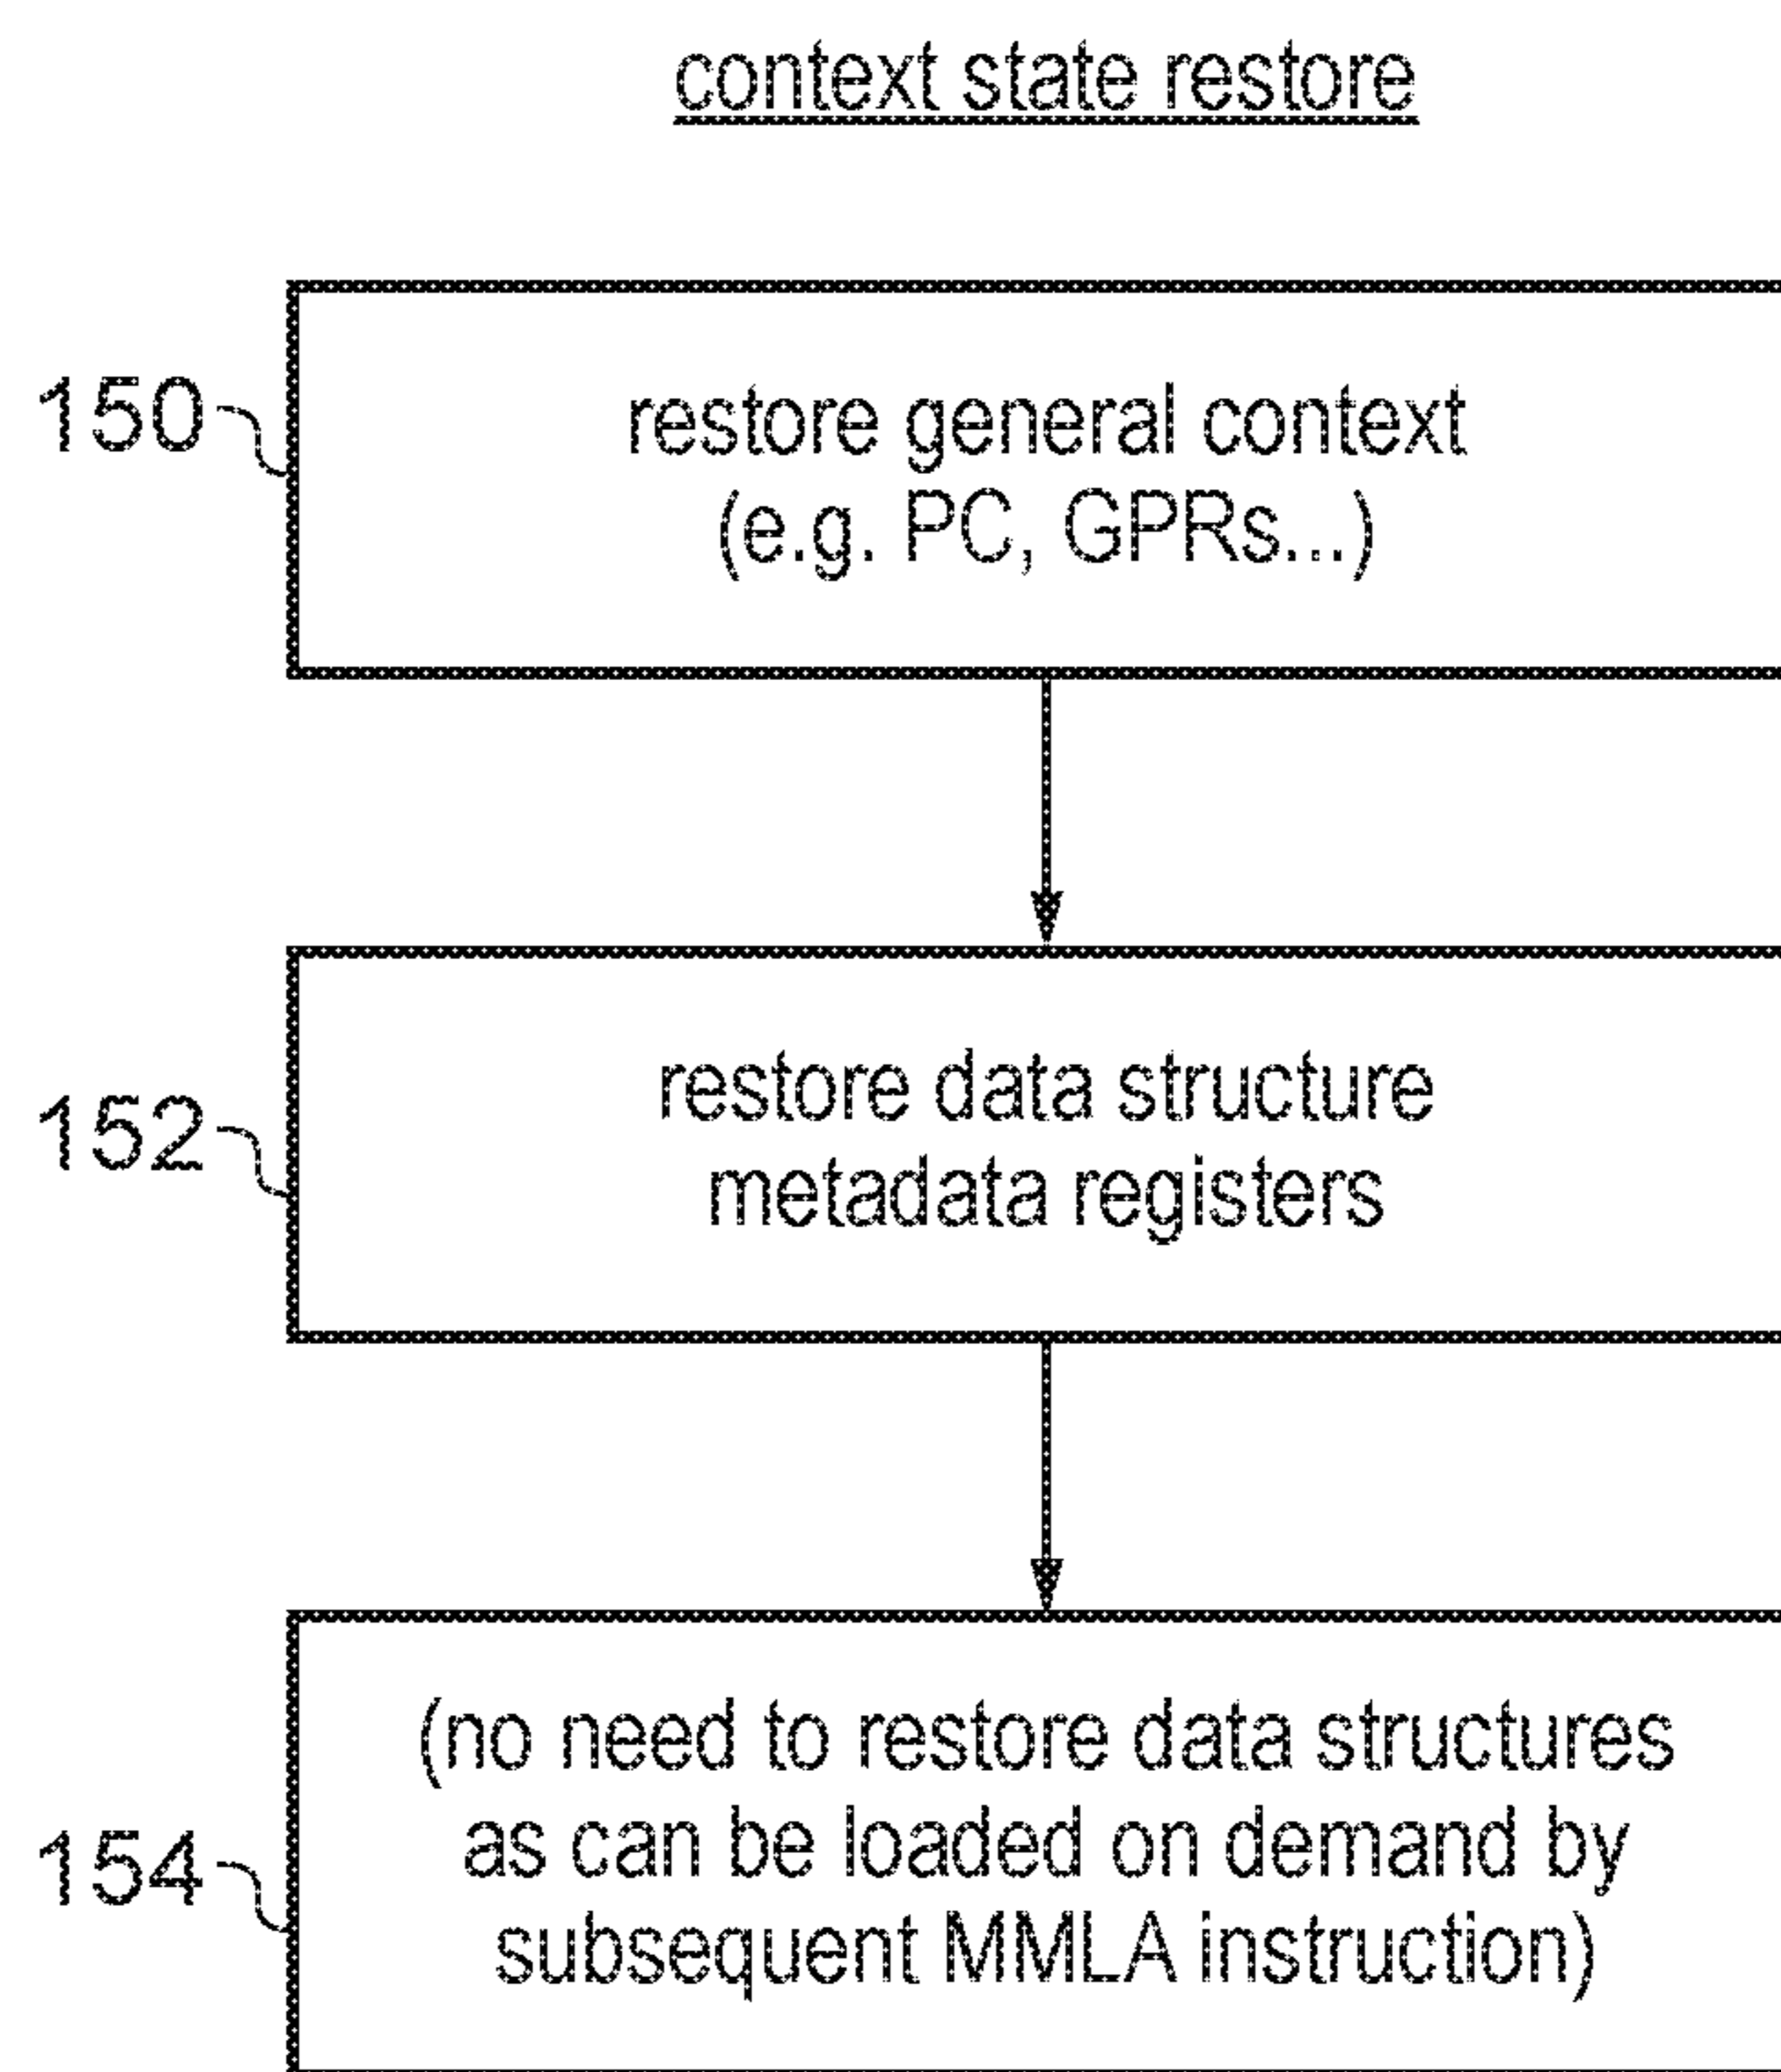 context state restore
150
restore general context
(e.g. PC, GPRs...)
152
restore data structure
metadata registers
154
(no need to restore data structures
as can be loaded on demand by
subsequent MMLA instruction)